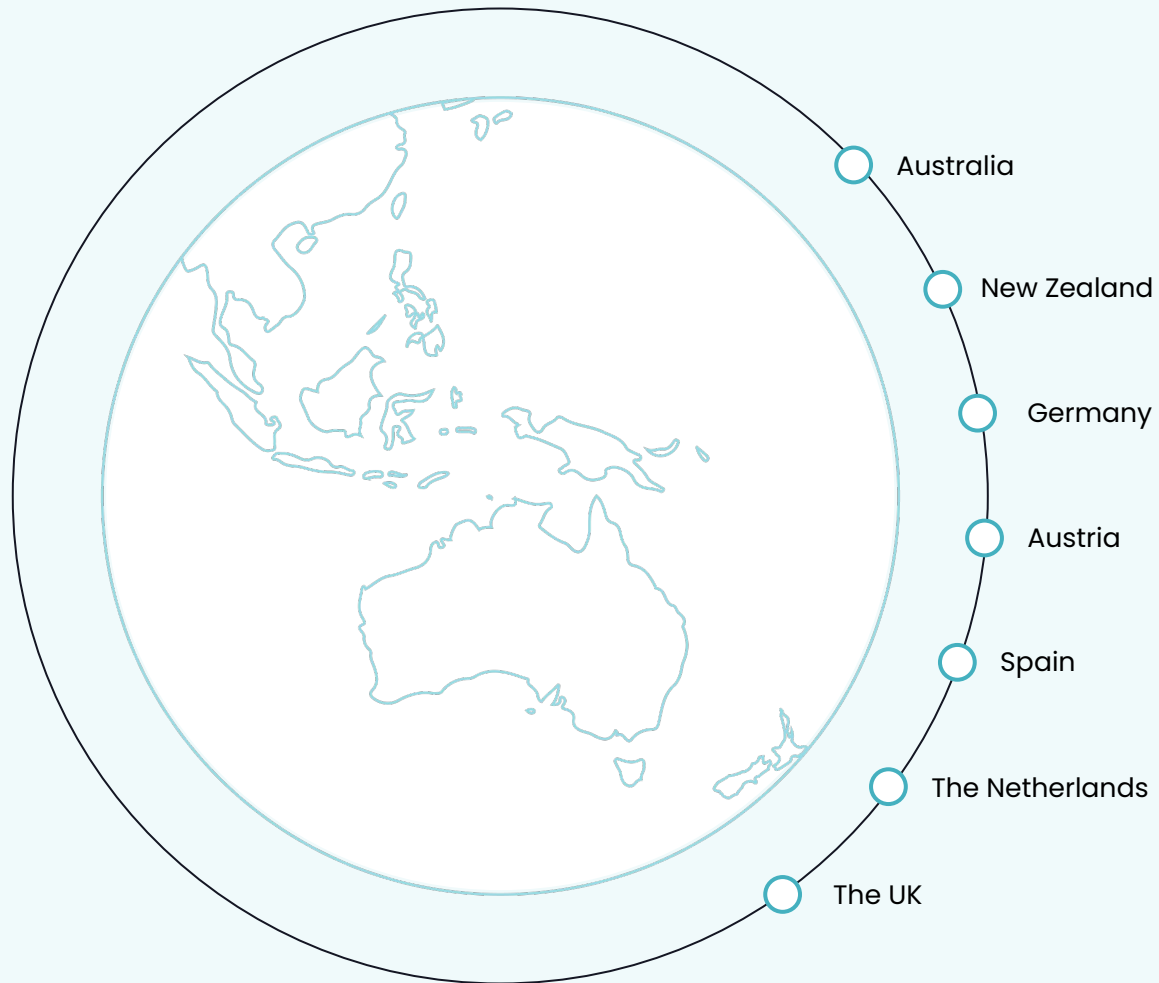 Australia
New Zealand
Germany
Austria
Spain
The Netherlands
The UK